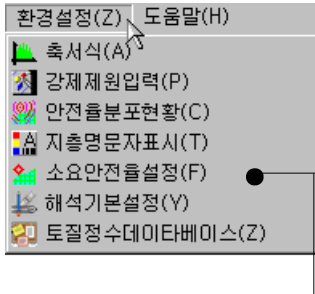 환경설정(Z) 도움말(H)
축서식(A)
강제제원입력(P)
안전율분포현황(C)
지층명문자표시(T)
소요안전율설정(F)
해석기본설정(Y)
토질정수데이타베이스(Z)